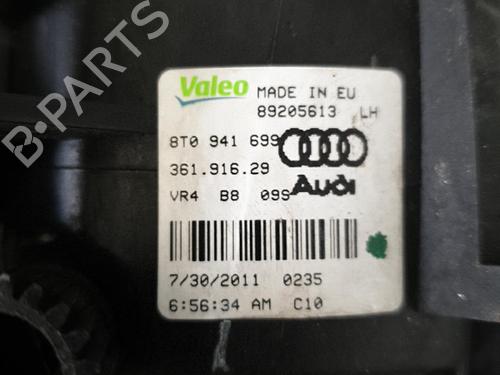 B-PARTS
Valeo MADE IN EU
89205613 LH
8T0 941 699
361.916.29 Audi
VR4 B8 09S
7/30/2011 0235
6:56:34 AM C10